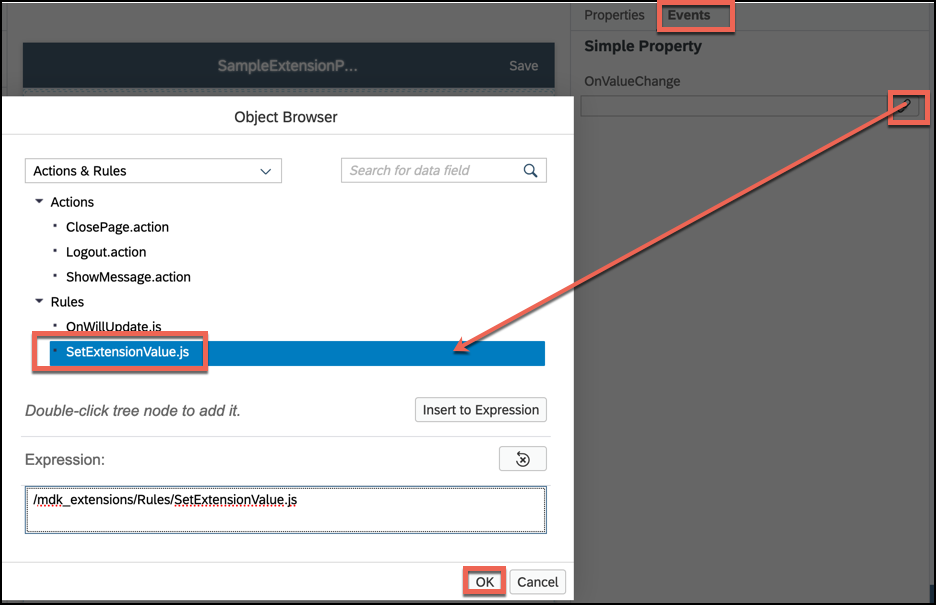 Properties Events
SampleExtensionP... Save
Simple Property
OnValueChange
Object Browser
Actions & Rules
Search for data field
Actions
ClosePage.action
Logout.action
ShowMessage.action
Rules
OnWillUpdate.js
SetExtensionValue.js
Double-click tree node to add it.
Insert to Expression
Expression:
/mdk_extensions/Rules/SetExtensionValue.js
OK Cancel